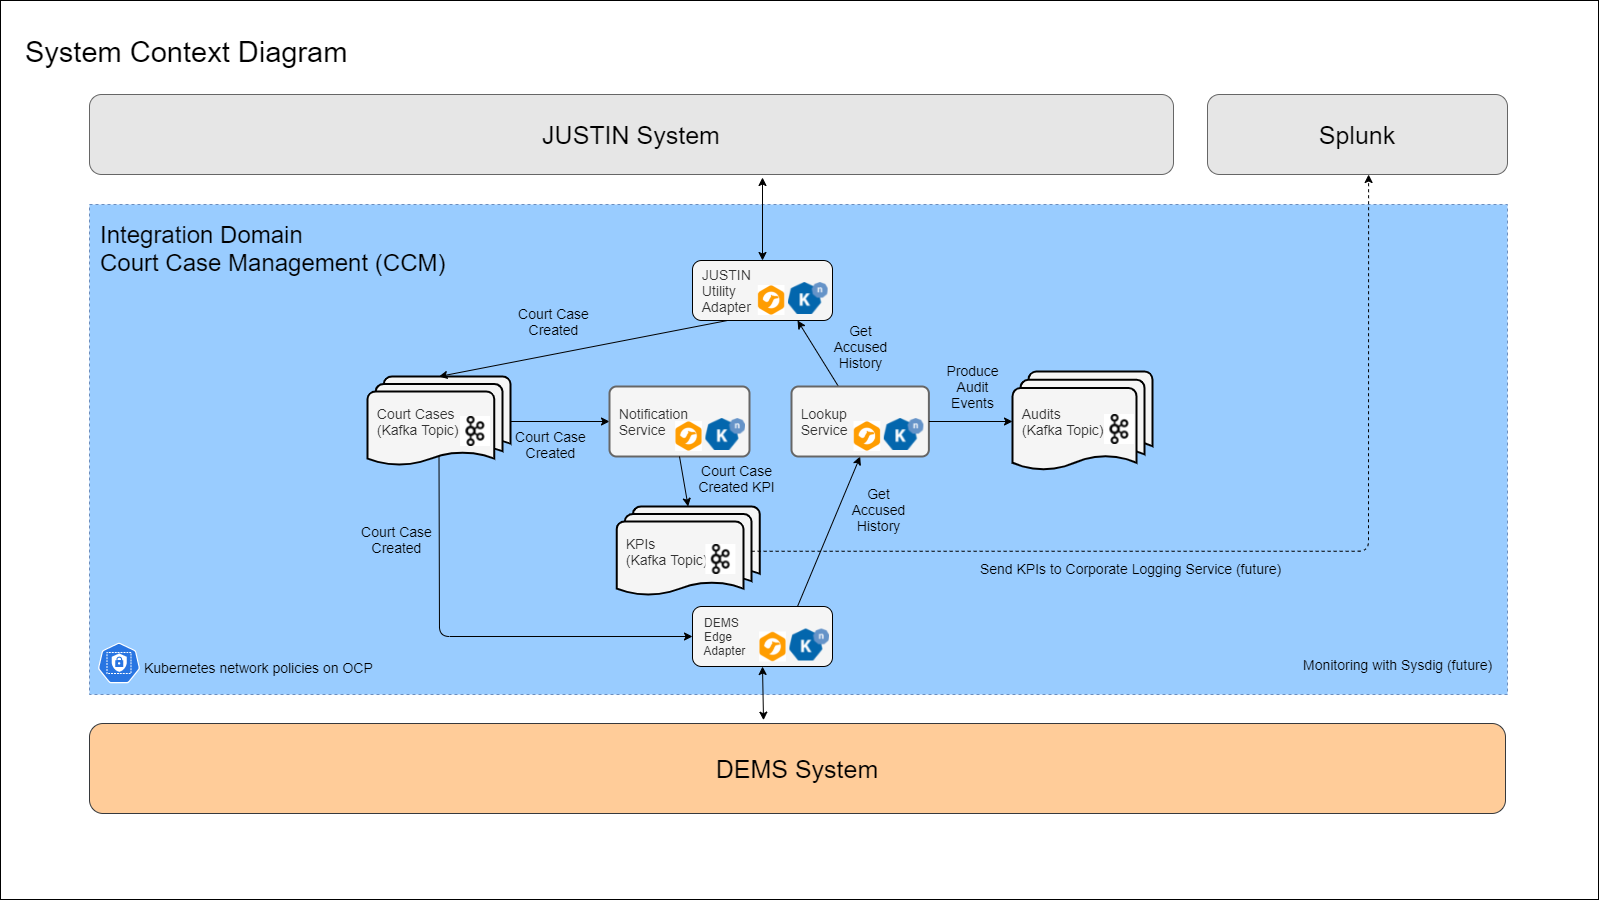 System Context Diagram
JUSTIN System
Splunk
Integration Domain
Court Case Management (CCM)
JUSTIN
Utility
Adapter
K
n
Court Case
Created
Get
Accused
History
Produce
Audit
Events
Court Cases
(Kafka Topic)
Court Case
Created
Notification
Service
K
n
Lookup
Service
K
n
Audits
(Kafka Topic)
Court Case
Created KPI
Get
Accused
History
Court Case
Created
KPIs
(Kafka Topic)
Send KPIs to Corporate Logging Service (future)
DEMS
Edge
Adapter
K
n
Kubernetes network policies on OCP
Monitoring with Sysdig (future)
DEMS System